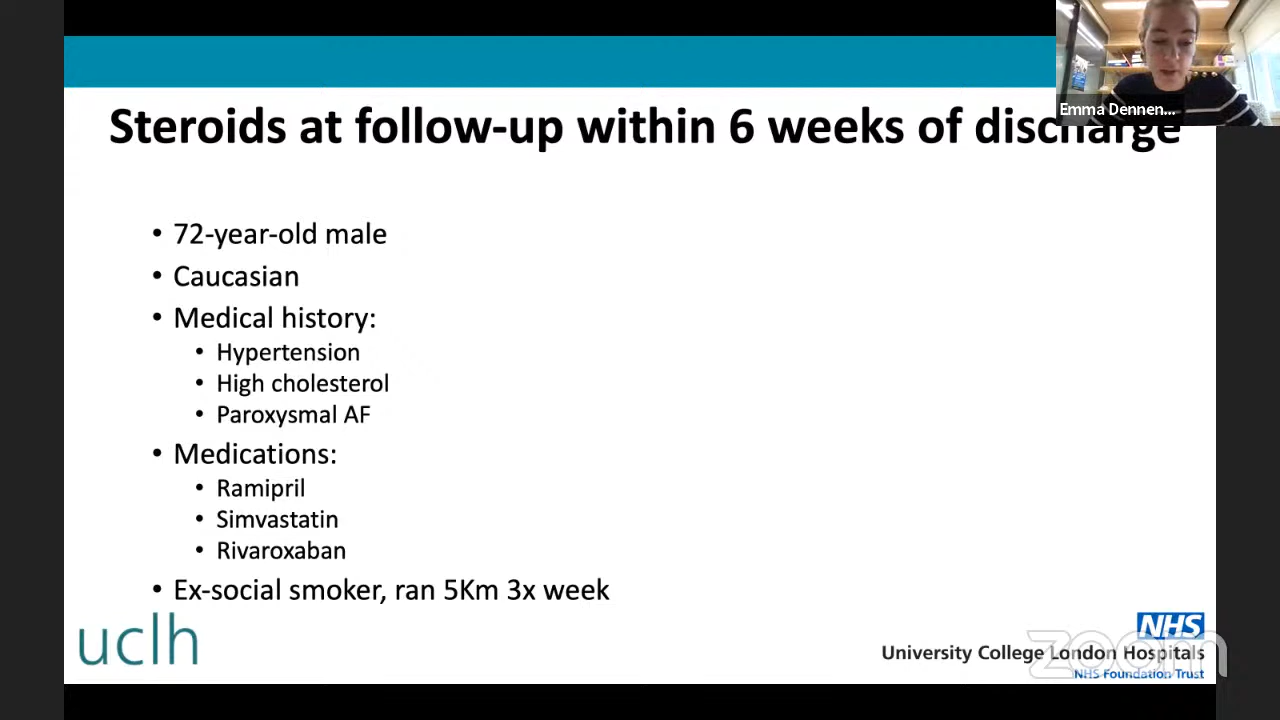 Emma Dennen...
Steroids at follow-up within 6 weeks of discharge
• 72-year-old male
• Caucasian
• Medical history:
• Hypertension
• High cholesterol
• Paroxysmal AF
• Medications:
• Ramipril
• Simvastatin
• Rivaroxaban
• Ex-social smoker, ran 5Km 3x week
uclh
NHS
University College London Hospitals
NHS Foundation Trust
zoom